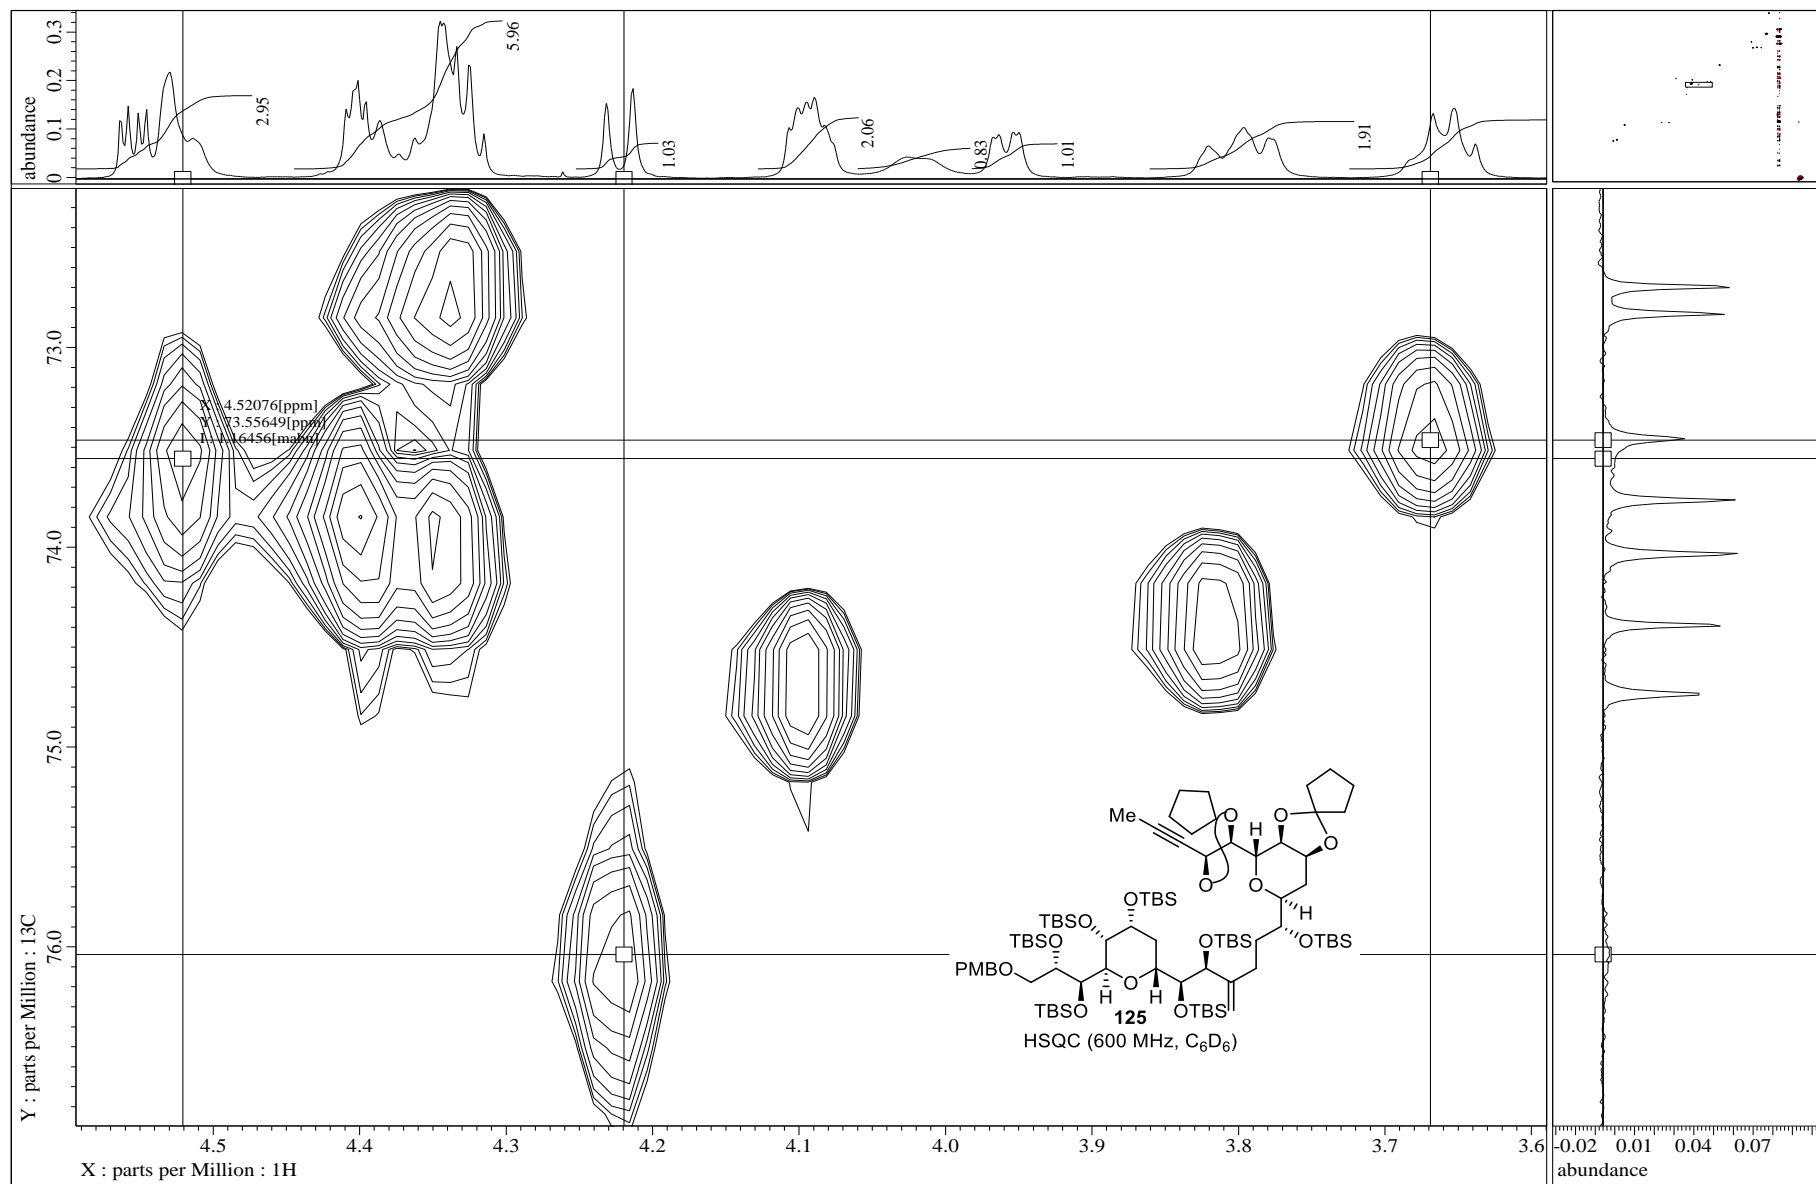 abundance
0 0.1 0.2 0.3
2.95
5.96
1.03
2.06
0.83
1.01
1.91
X : 4.52076[ppm]
Y : 73.55649[ppm]
I : 1.16456[mabn]
73.0
74.0
75.0
76.0
Y : parts per Million : 13C
4.5 4.4 4.3 4.2 4.1 4.0 3.9 3.8 3.7 3.6
X : parts per Million : 1H
-0.02 0.01 0.04 0.07
abundance
Me
O
H
O
O
O
O
OTBS
H
TBSO
TBSO
OTBS
OTBS
PMBO
O
H
H
TBSO
OTBS
125
HSQC (600 MHz, C6D6)